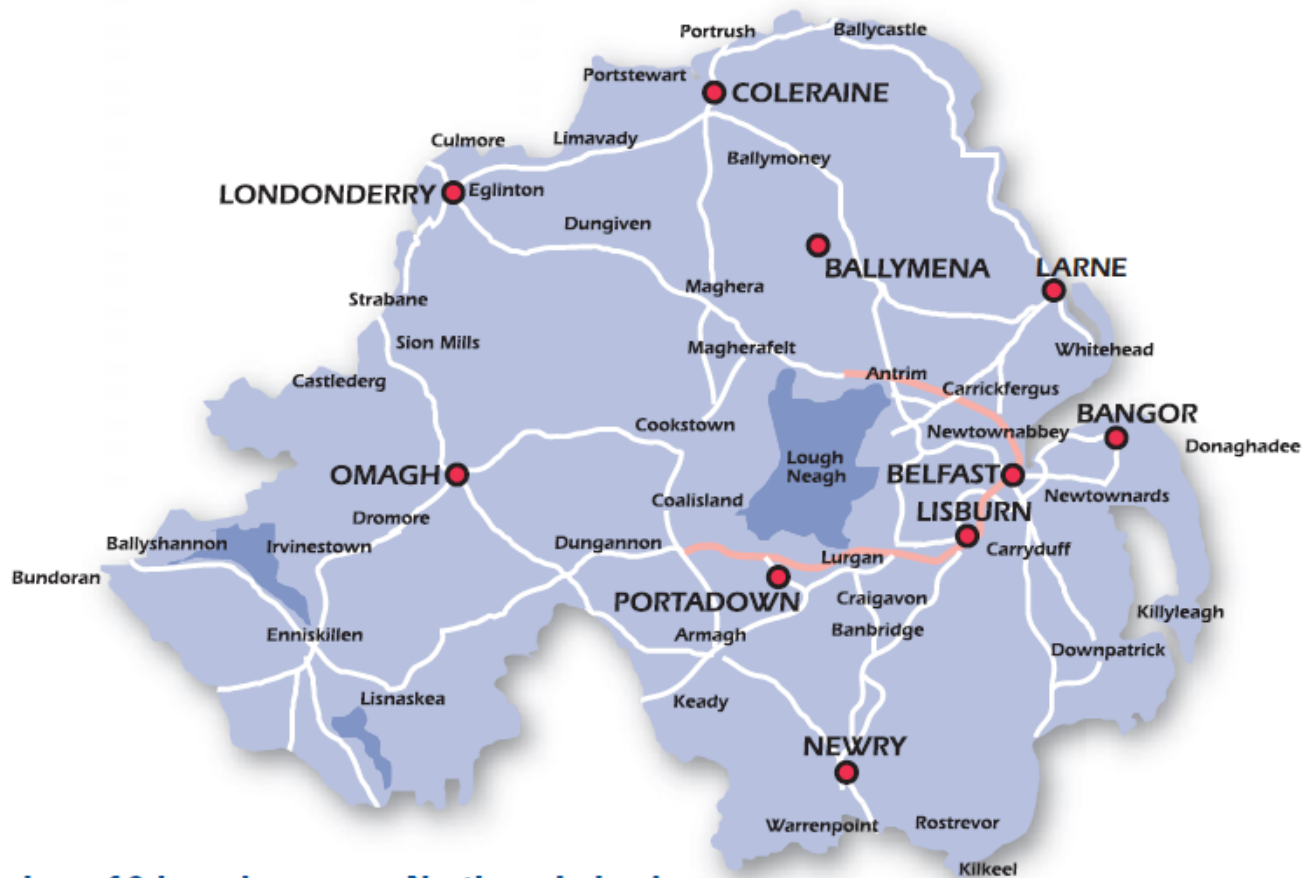 Portrush
Ballycastle
Portstewart
COLERAINE
Culmore
Limavady
Ballymoney
LONDONDERRY
Eglinton
Dungiven
BALLYMENA
LARNE
Maghera
Strabane
Sion Mills
Magherafelt
Whitehead
Castlederg
Antrim
Carrickfergus
BANGOR
Cookstown
Newtownabbey
Donaghadee
Lough
Neagh
OMAGH
BELFAST
Coalisland
Newtownards
LISBURN
Dromore
Ballyshannon
Irvinestown
Dungannon
Lurgan
Carryduff
Bundoran
PORTADOWN
Craigavon
Killyleagh
Enniskillen
Armagh
Banbridge
Downpatrick
Lisnaskea
Keady
NEWRY
Warrenpoint
Rostrevor
Kilkeel